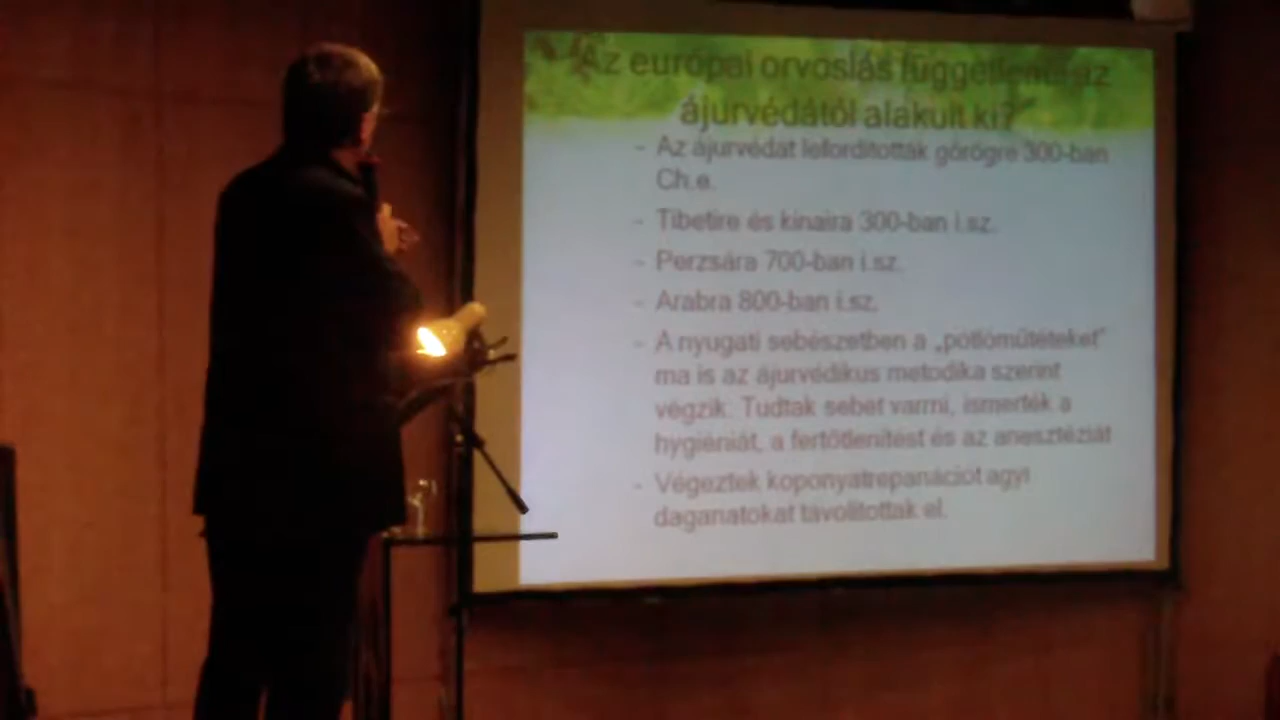 Az európai orvoslás függetlenül az
ájurvédától alakult ki?
- Az ájurvédát lefordították görögre 300-ban
Ch.e.
- Tibetire és kínaira 300-ban i.sz.
- Perzsára 700-ban i.sz.
- Arabra 800-ban i.sz.
- A nyugati sebészetben a „pótlóműtéteket”
ma is az ájurvédikus metodika szerint
végzik. Tudtak sebet varrni, ismerték a
hygiéniát, a fertőtlenítést és az anesztéziát
- Végeztek koponyatrepanációt agyi
daganatokat távolítottak el.